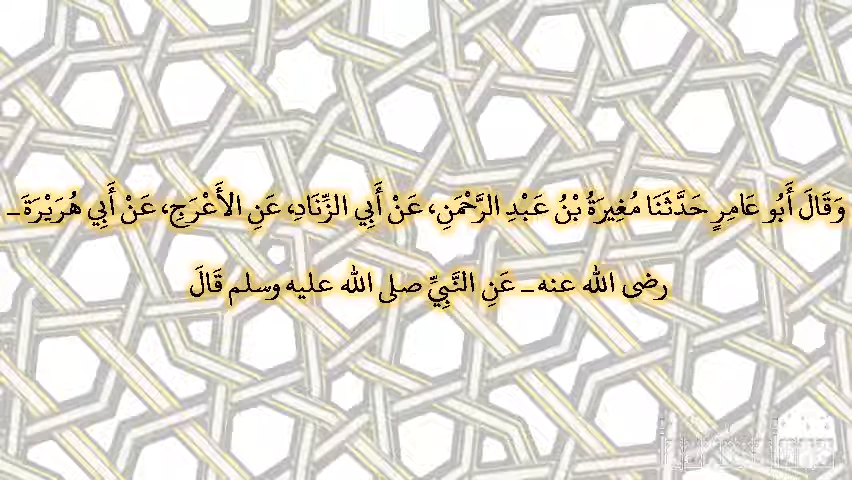 وَقَالَ أَبُو عَامِرٍ حَدَّثَنَا مُغِيرَةُ بْنُ عَبْدِ الرَّحْمَنِ، عَنْ أَبِي الزِّنَادِ، عَنِ الأَعْرَجِ، عَنْ أَبِي هُرَيْرَةَ ـ
رضى الله عنه ـ عَنِ النَّبِيِّ صلى الله عليه وسلم قَالَ